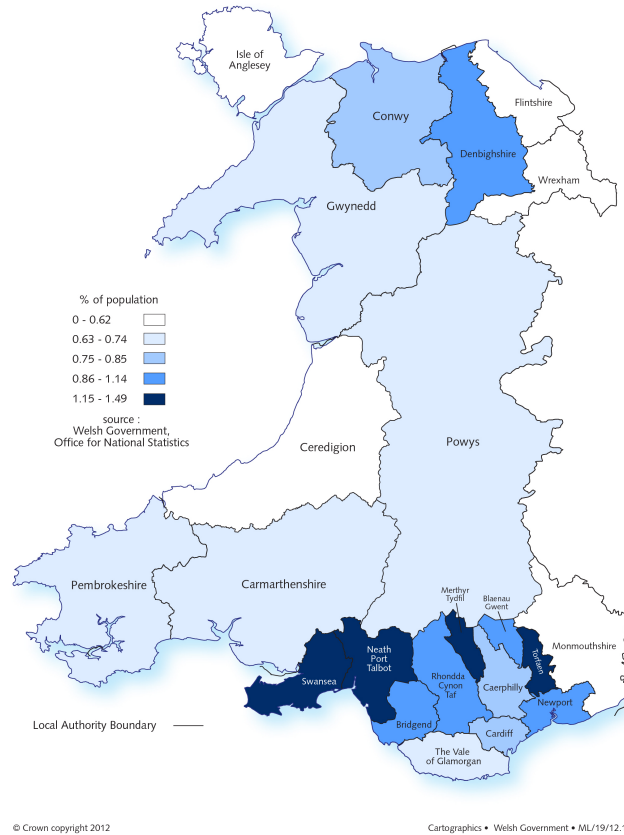 Isle of
Anglesey
Flintshire
Conwy
Denbighshire
Wrexham
Gwynedd
% of population
0 - 0.62
0.63 - 0.74
0.75 - 0.85
0.86 - 1.14
1.15 - 1.49
source :
Welsh Government,
Office for National Statistics
Ceredigion
Powys
Pembrokeshire
Carmarthenshire
Merthyr
Tydfil
Blaenau
Gwent
Monmouthshire
Neath
Port
Talbot
Torfaen
Swansea
Rhondda
Cynon
Taf
Caerphilly
Newport
Bridgend
Cardiff
The Vale
of Glamorgan
Local Authority Boundary
© Crown copyright 2012
Cartographics • Welsh Government • ML/19/12.